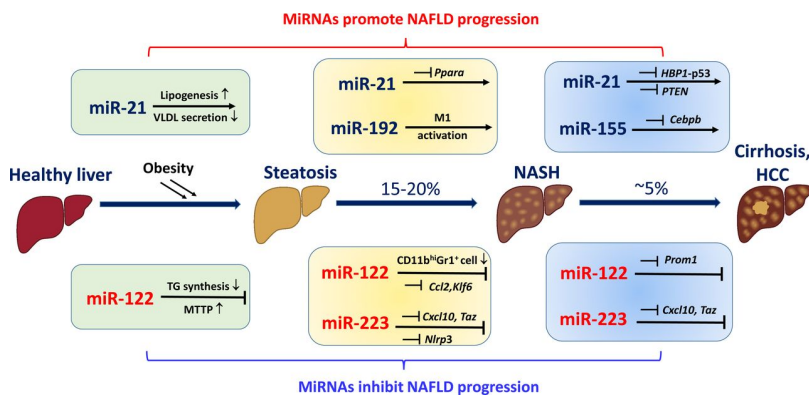 MiRNAs promote NAFLD progression
miR-21
Lipogenesis ↑
VLDL secretion ↓
miR-21
Ppara
miR-192
M1
activation
miR-21
HBP1-p53
PTEN
miR-155
Cebpb
Healthy liver
Obesity
Steatosis
15-20%
NASH
~5%
Cirrhosis,
HCC
miR-122
TG synthesis ↓
MTTP ↑
miR-122
CD11bhiGr1+ cell ↓
Ccl2,Klf6
miR-223
Cxcl10, Taz
Nlrp3
miR-122
Prom1
miR-223
Cxcl10, Taz
MiRNAs inhibit NAFLD progression